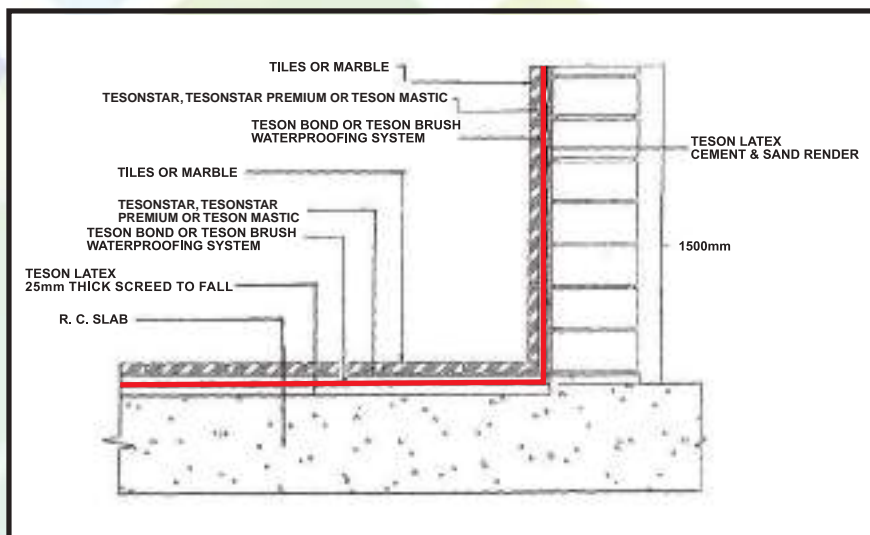 TILES OR MARBLE
TESONSTAR, TESONSTAR PREMIUM OR TESON MASTIC
TESON BOND OR TESON BRUSH
WATERPROOFING SYSTEM
TESON LATEX
CEMENT & SAND RENDER
TILES OR MARBLE
TESONSTAR, TESONSTAR
PREMIUM OR TESON MASTIC
TESON BOND OR TESON BRUSH
WATERPROOFING SYSTEM
1500mm
TESON LATEX
25mm THICK SCREED TO FALL
R. C. SLAB